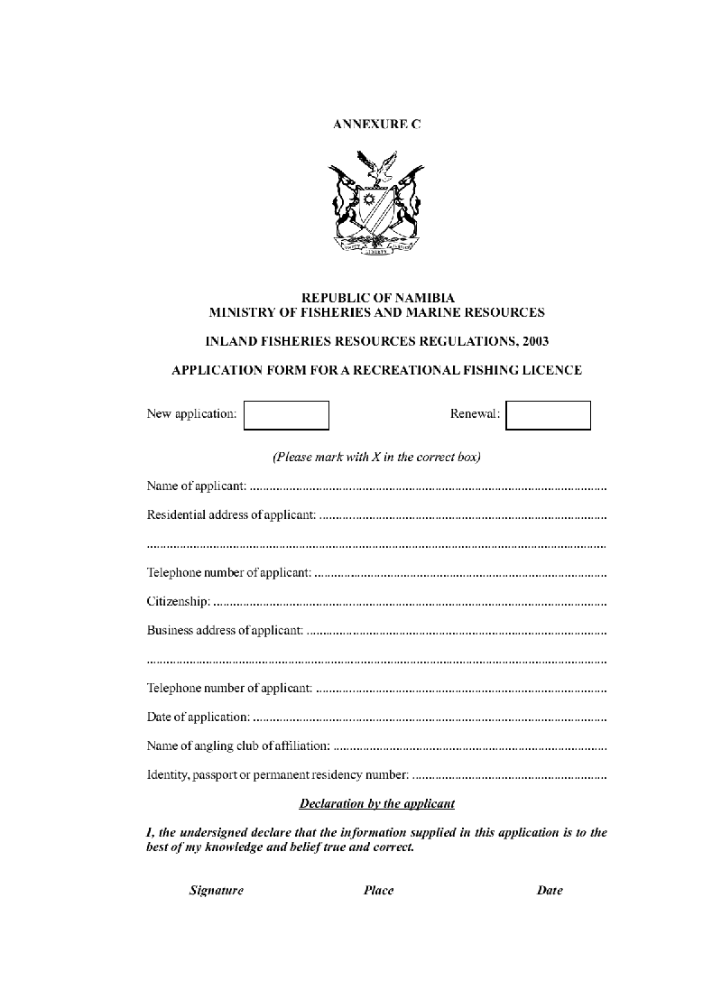 ANNEXURE C
UNITY LIBERTY JUSTICE
REPUBLIC OF NAMIBIA
MINISTRY OF FISHERIES AND MARINE RESOURCES
INLAND FISHERIES RESOURCES REGULATIONS, 2003
APPLICATION FORM FOR A RECREATIONAL FISHING LICENCE
New application: Renewal:
(Please mark with X in the correct box)
Name of applicant: ............................................................................................................
Residential address of applicant: .......................................................................................
...........................................................................................................................................
Telephone number of applicant: ........................................................................................
Citizenship: .......................................................................................................................
Business address of applicant: ...........................................................................................
...........................................................................................................................................
Telephone number of applicant: ........................................................................................
Date of application: ...........................................................................................................
Name of angling club of affiliation: ...................................................................................
Identity, passport or permanent residency number: ...........................................................
Declaration by the applicant
I, the undersigned declare that the information supplied in this application is to the
best of my knowledge and belief true and correct.
Signature Place Date